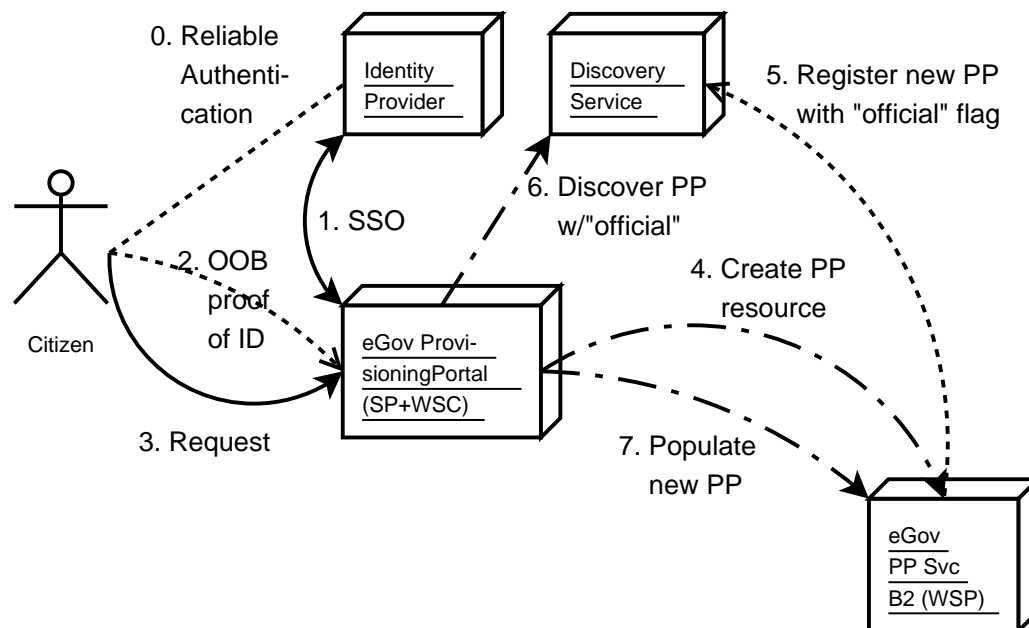 0. Reliable
Authenti-
cation
Identity
Provider
Discovery
Service
5. Register new PP
with "official" flag
6. Discover PP
w/"official"
1. SSO
2. OOB
proof
of ID
4. Create PP
resource
Citizen
eGov Provi-
sioningPortal
(SP+WSC)
3. Request
7. Populate
new PP
eGov
PP Svc
B2 (WSP)